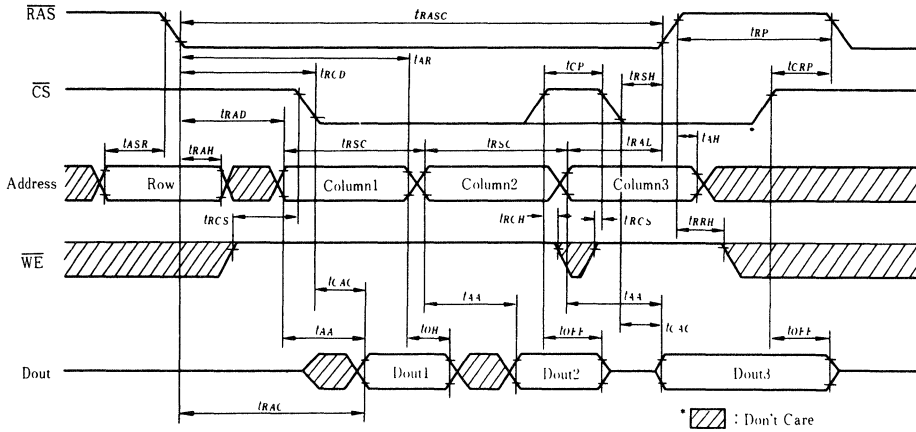 RAS
tRASC
tRP
tAR
tRCD
tCP
tRSH
tCRP
CS
tRAD
tASR
tRAH
tRSC
tRSC
tRAL
tAH
Address
Row
Column1
Column2
Column3
tRCS
tRCH
tRCS
tRRH
WE
tCAC
tAA
tAA
tAA
tOH
tOFF
tCAC
tOFF
Dout
Dout1
Dout2
Dout3
tRAC
* : Don't Care